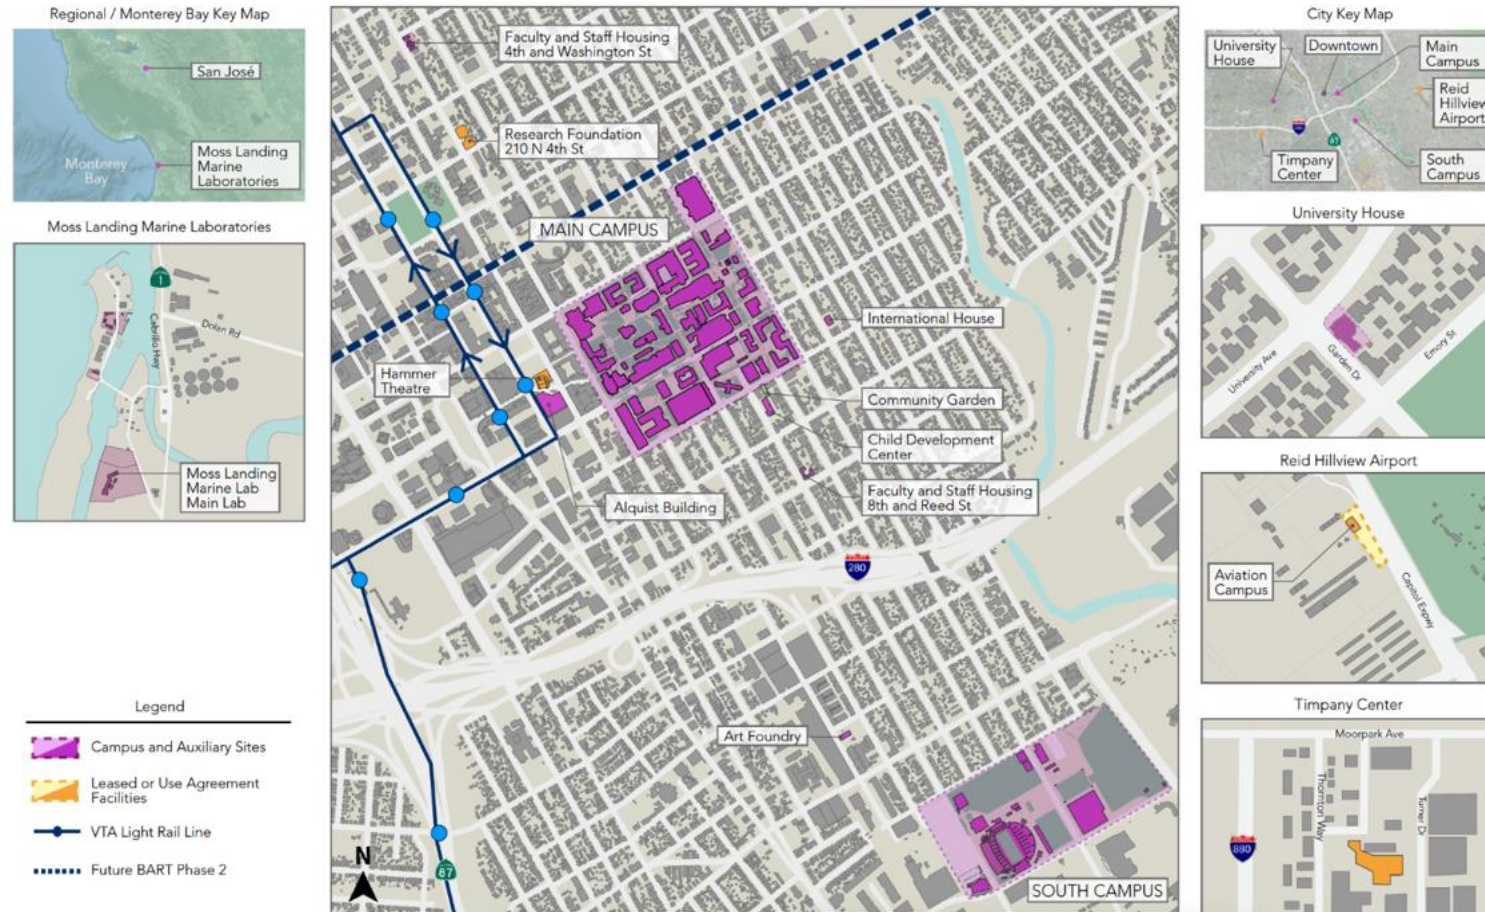 Regional / Monterey Bay Key Map
San José
Monterey
Bay
Moss Landing
Marine
Laboratories
Moss Landing Marine Laboratories
1
Cabrillo Hwy
Dolan Rd
Moss Landing
Marine Lab
Main Lab
Legend
Campus and Auxiliary Sites
Leased or Use Agreement
Facilities
VTA Light Rail Line
Future BART Phase 2
Faculty and Staff Housing
4th and Washington St
Research Foundation
210 N 4th St
MAIN CAMPUS
International House
Hammer
Theatre
Community Garden
Child Development
Center
Faculty and Staff Housing
8th and Reed St
Alquist Building
280
Art Foundry
SOUTH CAMPUS
N
87
City Key Map
University
House
Downtown
Main
Campus
Reid
Hillview
Airport
Timpany
Center
South
Campus
University House
University Ave
Garden Dr
Emory St
Reid Hillview Airport
Aviation
Campus
Capitol Expwy
Timpany Center
Moorpark Ave
Thornton Way
Turner Dr
880